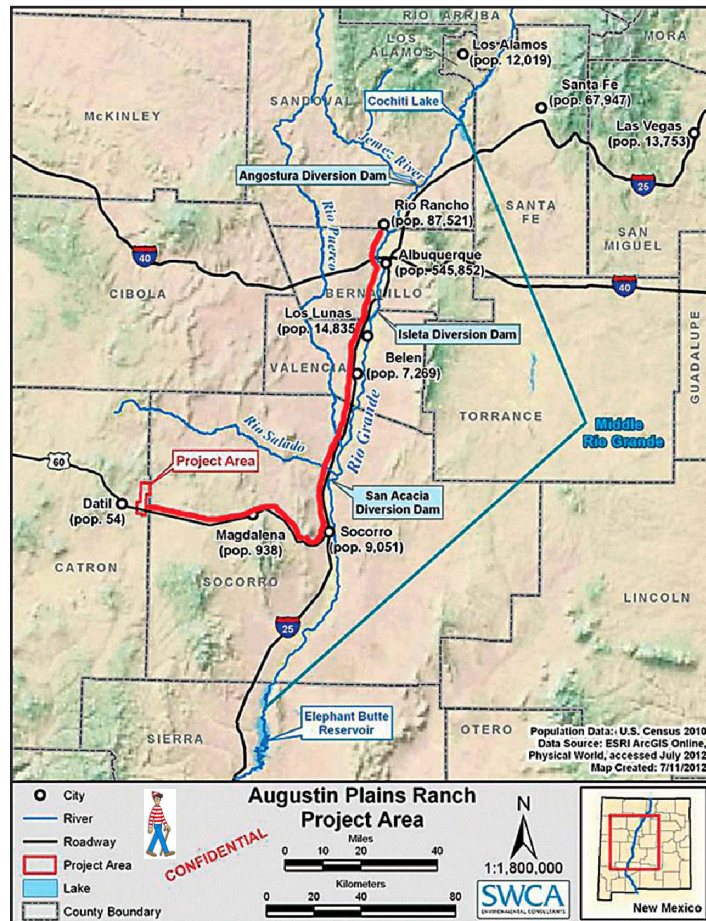 RIO ARRIBA
LOS
ALAMOS
Los Alamos
(pop. 12,019)
MORA
SANDOVAL
Santa Fe
(pop. 67,947)
McKINLEY
Cochiti Lake
Las Vegas
(pop. 13,753)
Jemez River
Angostura Diversion Dam
25
Rio Puerco
Rio Rancho
(pop. 87,521)
SANTA
FE
SAN
MIGUEL
40
Albuquerque
(pop. 545,852)
40
CIBOLA
BERNALILLO
Los Lunas
(pop. 14,835)
Isleta Diversion Dam
GUADALUPE
Belen
(pop. 7,269)
VALENCIA
TORRANCE
Rio Grande
Middle
Rio Grande
Rio Salado
60
Project Area
San Acacia
Diversion Dam
Datil
(pop. 54)
Magdalena
(pop. 938)
Socorro
(pop. 9,051)
CATRON
SOCORRO
LINCOLN
25
Elephant Butte
Reservoir
SIERRA
OTERO
Population Data: U.S. Census 2010
Data Source: ESRI ArcGIS Online,
Physical World, accessed July 2012
Map Created: 7/11/2012
City
River
Roadway
Project Area
Lake
County Boundary
CONFIDENTIAL
Augustin Plains Ranch
Project Area
Miles
0 10 20 40
Kilometers
0 20 40 80
N
1:1,800,000
SWCA
ENVIRONMENTAL CONSULTANTS
New Mexico